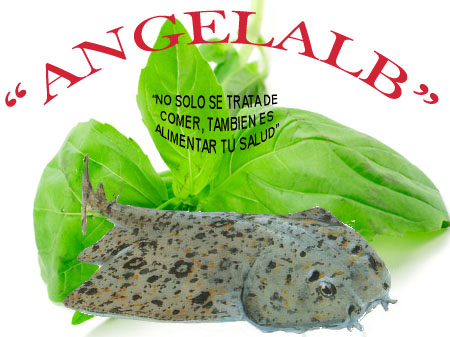 “ANGELALB”
“NO SOLO SE TRATA DE
COMER, TAMBIEN ES
ALIMENTAR TU SALUD”